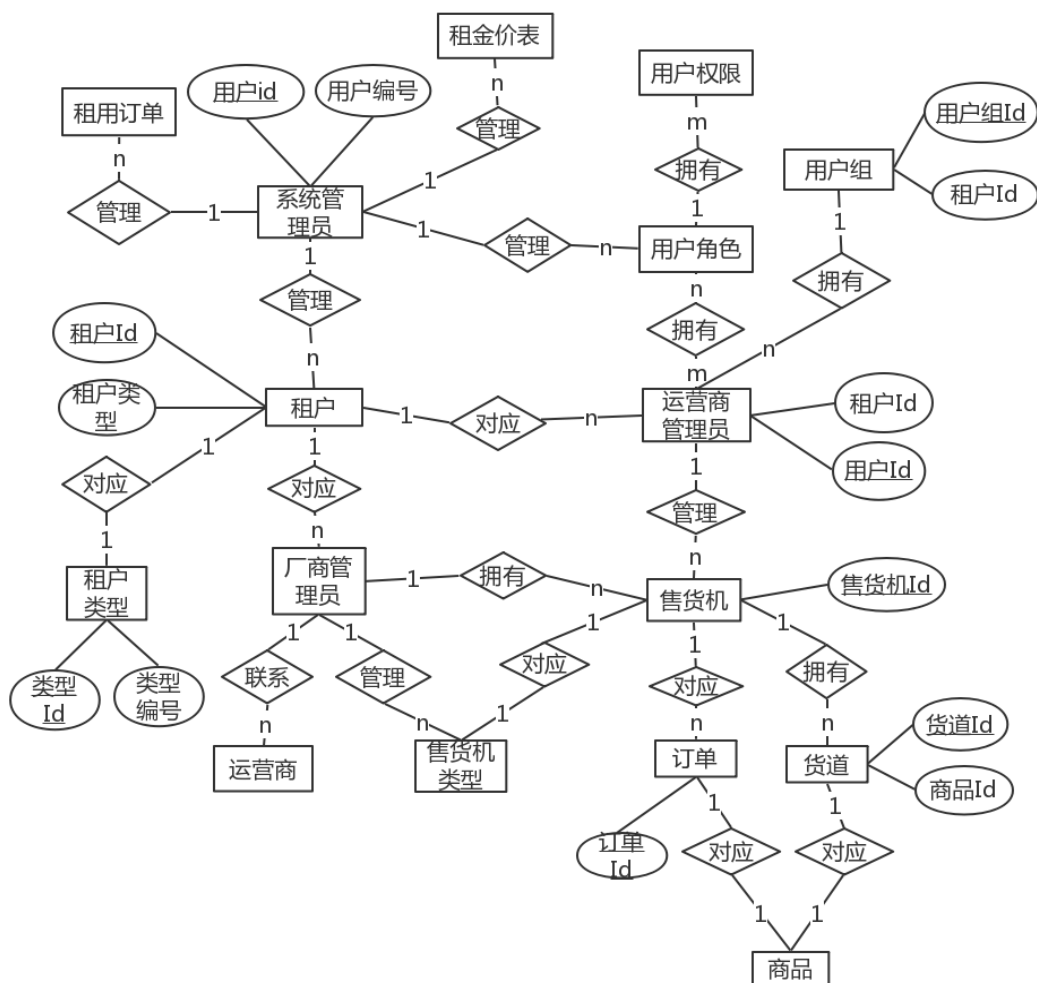 租金价表
用户权限
用户id
用户编号
租用订单
n
n
管理
m
用户组Id
n
拥有
用户组
1
租户Id
管理
1
系统管
理员
1
1
1
管理
n
用户角色
1
管理
n
拥有
租户Id
拥有
n
m
n
租户类
型
租户
1
对应
n
运营商
管理员
租户Id
1
1
用户Id
对应
对应
1
管理
1
n
n
租户
类型
厂商管
理员
1
拥有
n
售货机
售货机Id
1
1
1
1
1
类型
Id
类型
编号
联系
管理
对应
对应
拥有
n
n
1
n
n
货道Id
运营商
售货机
类型
订单
货道
商品Id
1
1
订单
Id
对应
对应
1
1
商品